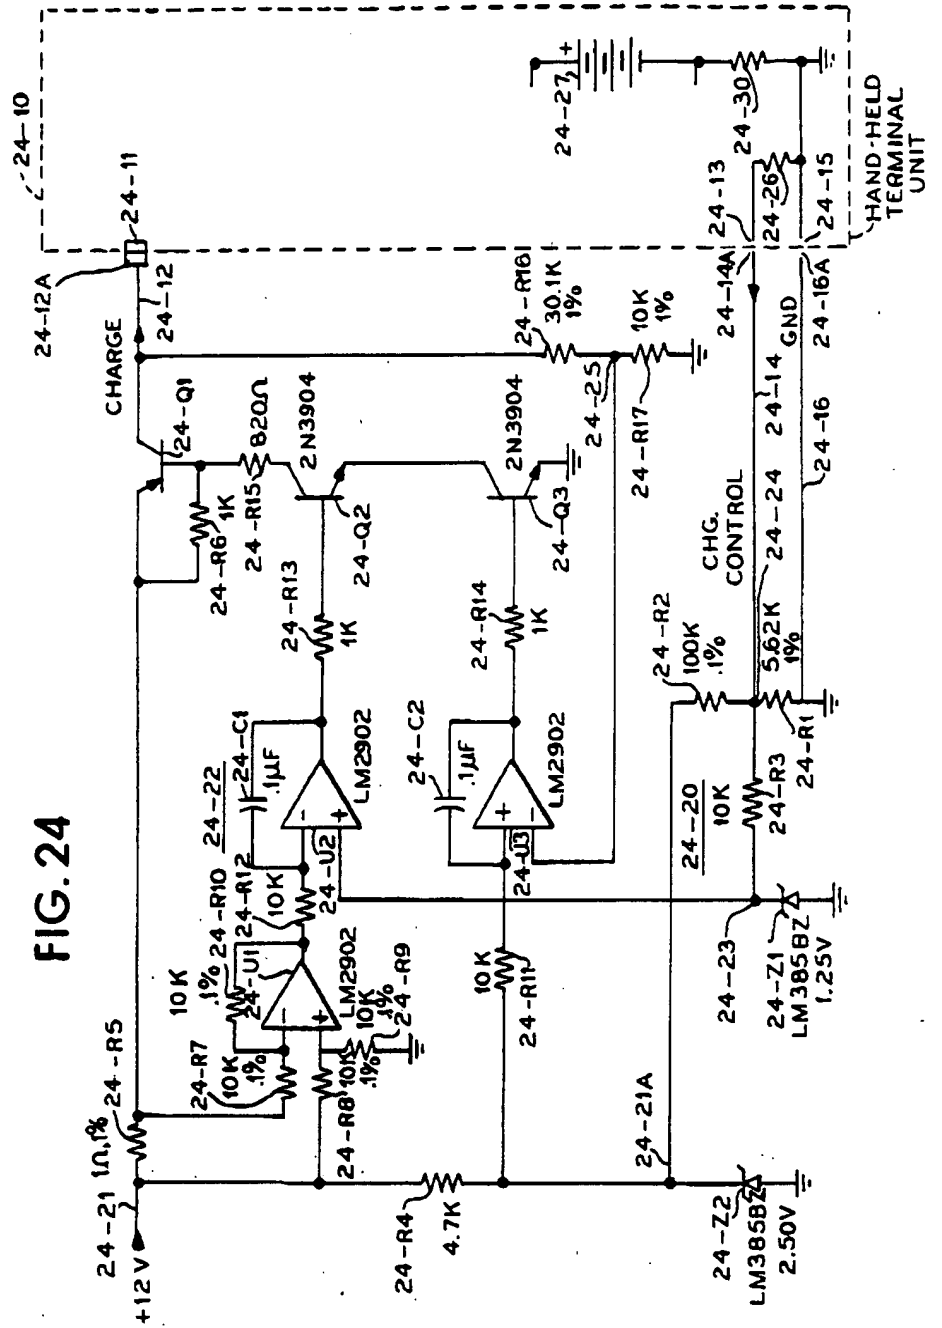 FIG. 24
+12V
24-21
1Ω, 1%
24-R5
24-R7
10K
.1%
10K
.1%
24-R10
24-U1
LM2902
24-R8
10K
.1%
10K
.1%
24-R9
24-R12
10K
24-22
24-C1
.1µF
24-U2
LM2902
24-R13
1K
24-R6
1K
24-R15
820Ω
24-Q1
2N3904
24-Q2
CHARGE
24-12
24-12A
24-11
24-10
24-R4
4.7K
10K
24-R11
24-C2
.1µF
24-U3
LM2902
24-R14
1K
2N3904
24-Q3
24-R16
30.1K
1%
24-25
10K
1%
24-R17
24-21A
24-Z2
LM385BZ
2.50V
24-23
24-Z1
LM385BZ
1.25V
24-20
10K
24-R3
24-R2
100K
.1%
5.62K
1%
24-R1
CHG.
CONTROL
24-24
24-14
24-16
GND
24-14A
24-16A
24-13
24-15
24-26
24-30
24-27
+
HAND-HELD
TERMINAL
UNIT